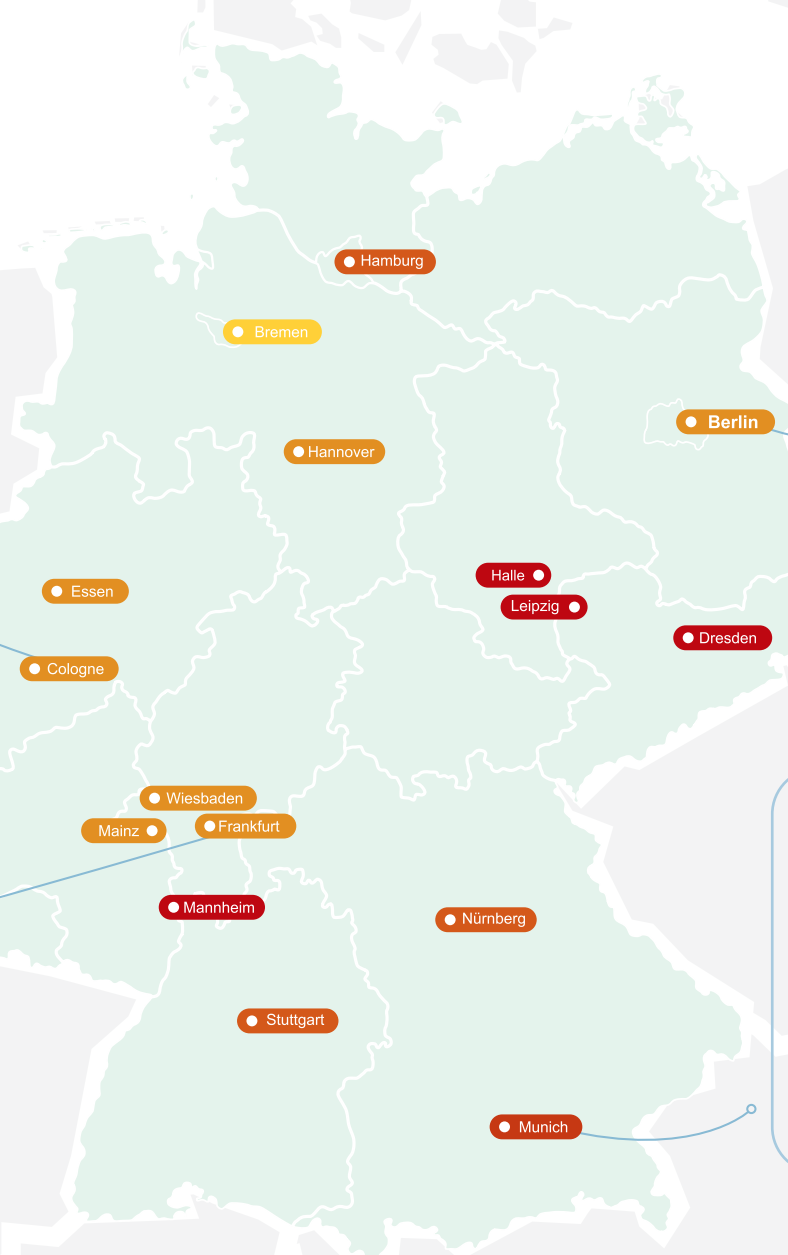 Hamburg
Bremen
Berlin
Hannover
Halle
Essen
Leipzig
Dresden
Cologne
Wiesbaden
Frankfurt
Mainz
Mannheim
Nürnberg
Stuttgart
Munich